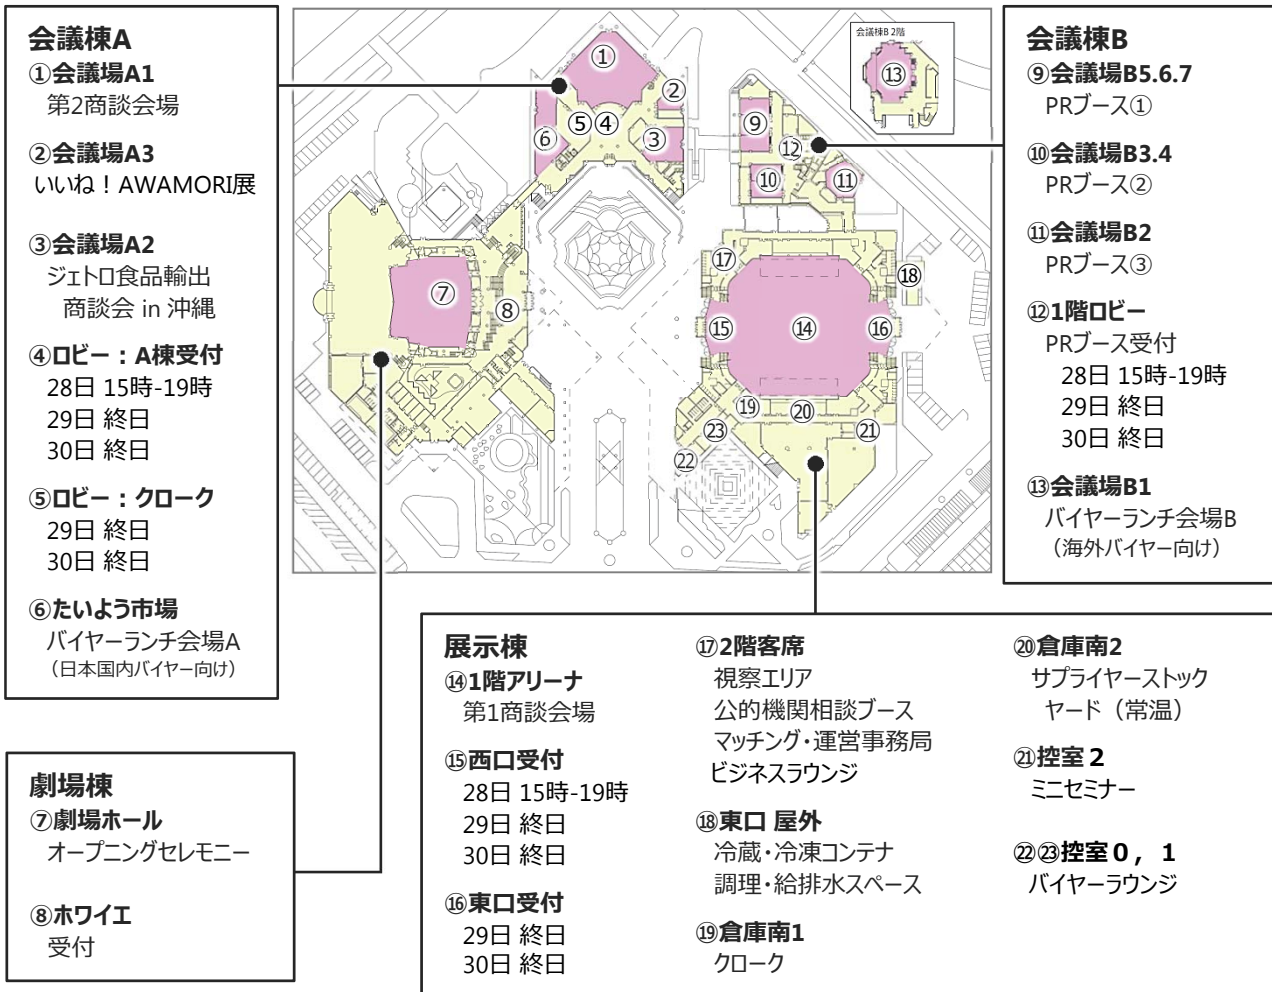 会議棟A
①会議場A1
第2商談会場
②会議場A3
いいね！AWAMORI展
③会議場A2
ジェトロ食品輸出
商談会 in 沖縄
④ロビー：A棟受付
28日 15時-19時
29日 終日
30日 終日
⑤ロビー：クローク
29日 終日
30日 終日
⑥たいよう市場
バイヤーランチ会場A
（日本国内バイヤー向け）
劇場棟
⑦劇場ホール
オープニングセレモニー
⑧ホワイエ
受付
①
②
③
④
⑤
⑥
⑦
⑧
会議棟B 2階
⑬
⑨
⑫
⑩
⑪
⑰
⑱
⑮
⑭
⑯
⑲
⑳
㉑
㉓
㉒
会議棟B
⑨会議場B5.6.7
PRブース①
⑩会議場B3.4
PRブース②
⑪会議場B2
PRブース③
⑫1階ロビー
PRブース受付
28日 15時-19時
29日 終日
30日 終日
⑬会議場B1
バイヤーランチ会場B
（海外バイヤー向け）
展示棟
⑭1階アリーナ
第1商談会場
⑮西口受付
28日 15時-19時
29日 終日
30日 終日
⑯東口受付
29日 終日
30日 終日
⑰2階客席
視察エリア
公的機関相談ブース
マッチング・運営事務局
ビジネスラウンジ
⑱東口 屋外
冷蔵・冷凍コンテナ
調理・給排水スペース
⑲倉庫南1
クローク
⑳倉庫南2
サプライヤーストック
ヤード（常温）
㉑控室２
ミニセミナー
㉒㉓控室０，１
バイヤーラウンジ